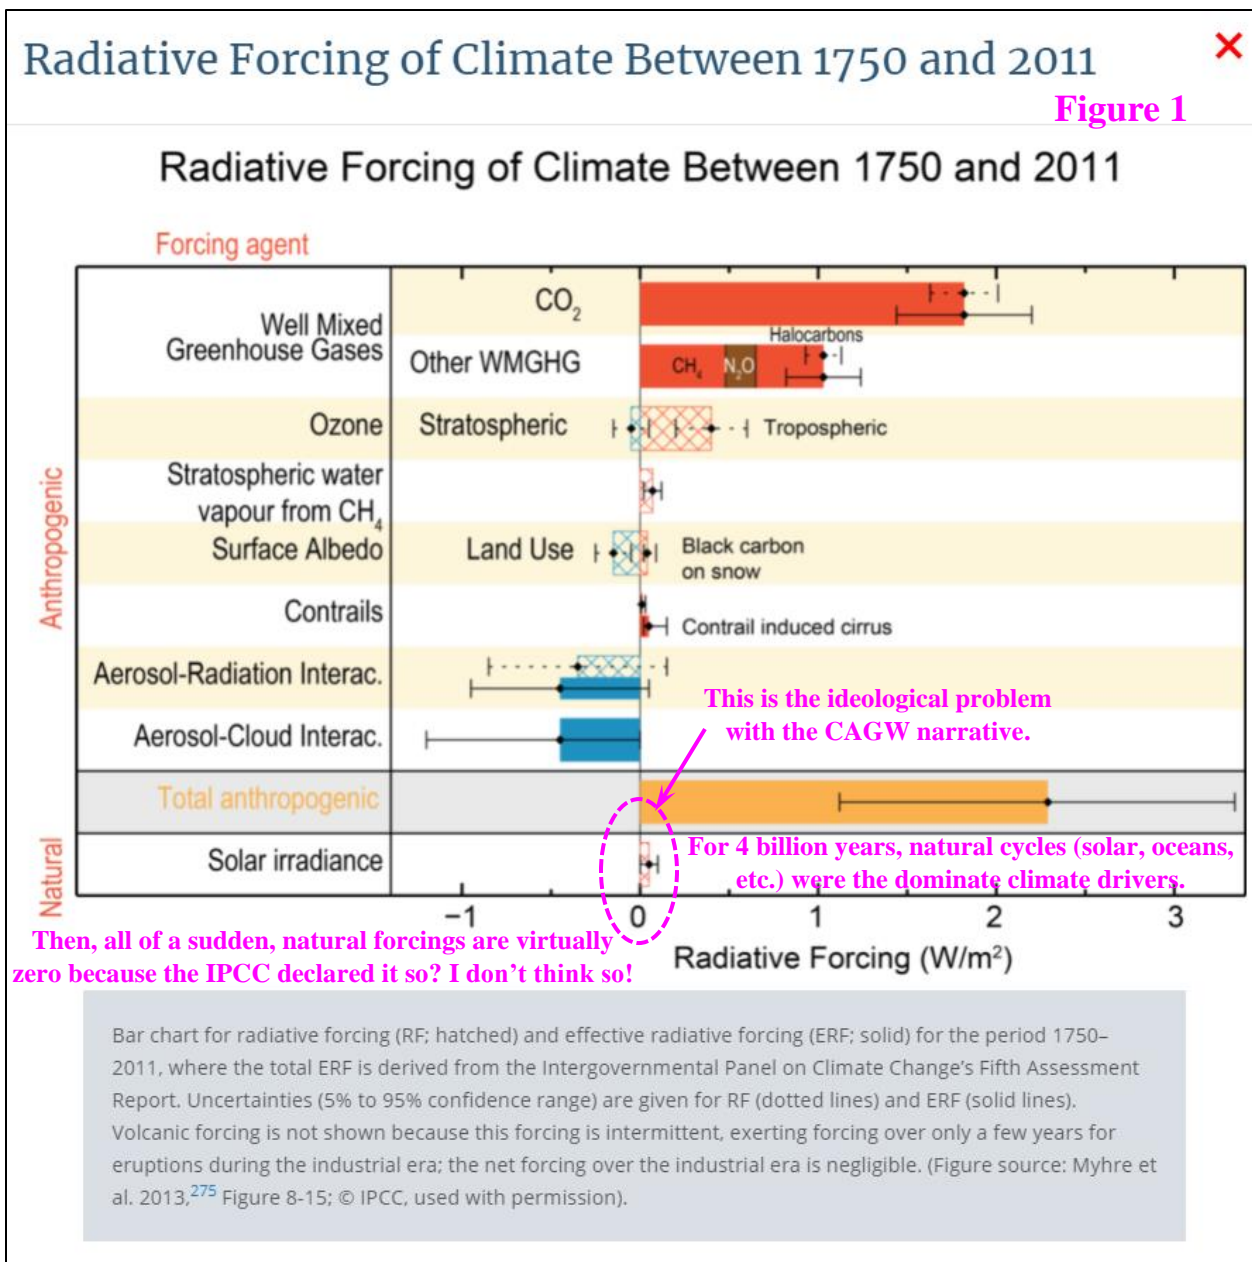 Radiative Forcing of Climate Between 1750 and 2011
Figure 1
Radiative Forcing of Climate Between 1750 and 2011
Forcing agent
Anthropogenic
Well Mixed
Greenhouse Gases
CO₂
Other WMGHG
Halocarbons
CH₄
N₂O
Ozone
Stratospheric
Tropospheric
Stratospheric water
vapour from CH₄
Surface Albedo
Land Use
Black carbon
on snow
Contrails
Contrail induced cirrus
Aerosol-Radiation Interac.
Aerosol-Cloud Interac.
This is the ideological problem
with the CAGW narrative.
Total anthropogenic
Natural
Solar irradiance
For 4 billion years, natural cycles (solar, oceans,
etc.) were the dominate climate drivers.
−1 0 1 2 3
Radiative Forcing (W/m²)
Then, all of a sudden, natural forcings are virtually
zero because the IPCC declared it so? I don’t think so!
Bar chart for radiative forcing (RF; hatched) and effective radiative forcing (ERF; solid) for the period 1750–
2011, where the total ERF is derived from the Intergovernmental Panel on Climate Change’s Fifth Assessment
Report. Uncertainties (5% to 95% confidence range) are given for RF (dotted lines) and ERF (solid lines).
Volcanic forcing is not shown because this forcing is intermittent, exerting forcing over only a few years for
eruptions during the industrial era; the net forcing over the industrial era is negligible. (Figure source: Myhre et
al. 2013,²⁷⁵ Figure 8-15; © IPCC, used with permission).